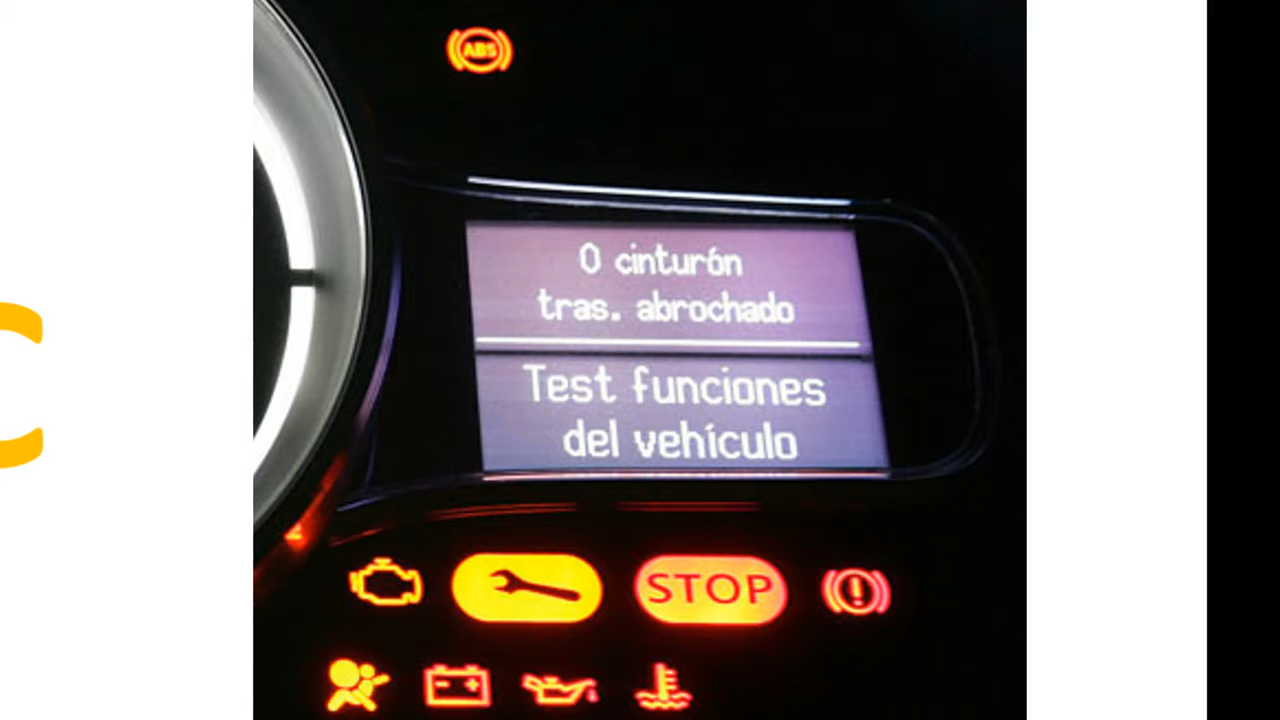 ABS
0 cinturón
tras. abrochado
Test funciones
del vehículo
STOP